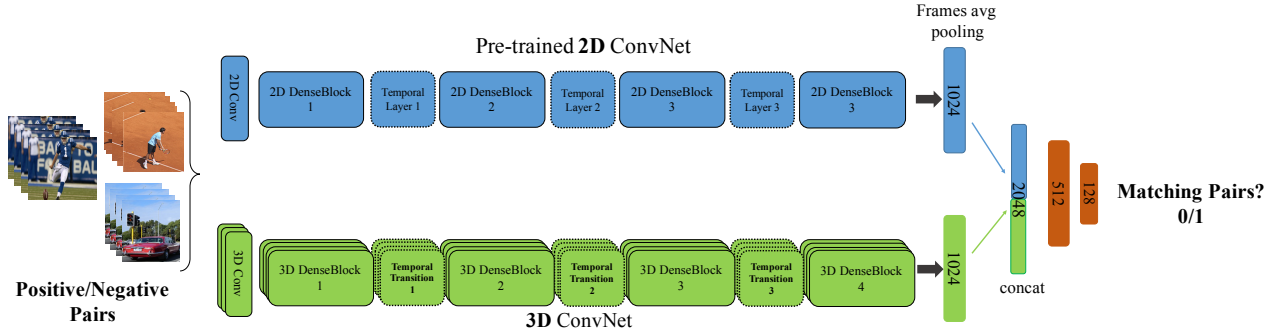 Frames avg
pooling
Pre-trained 2D ConvNet
2D Conv
2D DenseBlock
1
Temporal
Layer 1
2D DenseBlock
2
Temporal
Layer 2
2D DenseBlock
3
Temporal
Layer 3
2D DenseBlock
3
1024
BA TO
BAL
2048
512
128
Matching Pairs?
0/1
3D Conv
3D DenseBlock
1
Temporal
Transition
1
3D DenseBlock
2
Temporal
Transition
2
3D DenseBlock
3
Temporal
Transition
3
3D DenseBlock
4
1024
concat
Positive/Negative
Pairs
3D ConvNet